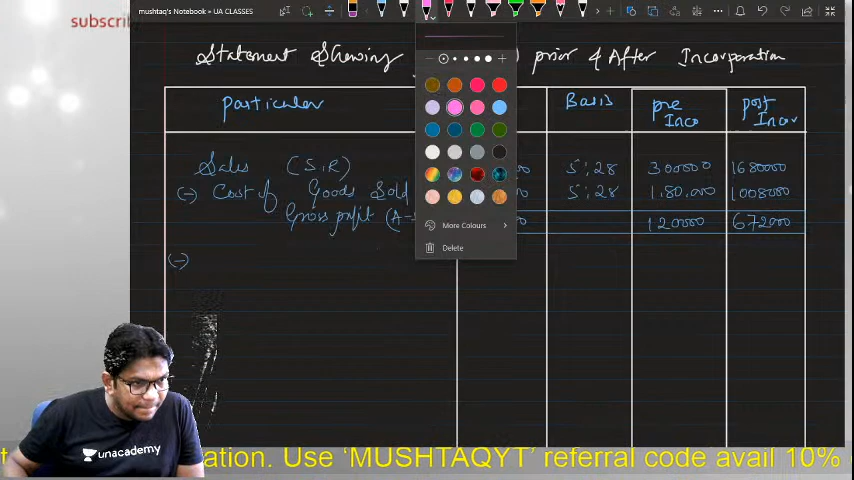 mushtaq's Notebook • UA CLASSES
subscrib
Statement Showing prior & After Incorporation
Particular Basis pre Inco post Incor
Sales (S.R) 5:28 300000 1680000
(-) Cost of Goods Sold 5:28 1,80,000 1008000
Gross profit (A- 120000 672000
(-)
More Colours
Delete
unacademy
ation. Use ‘MUSHTAQYT’ referral code avail 10%